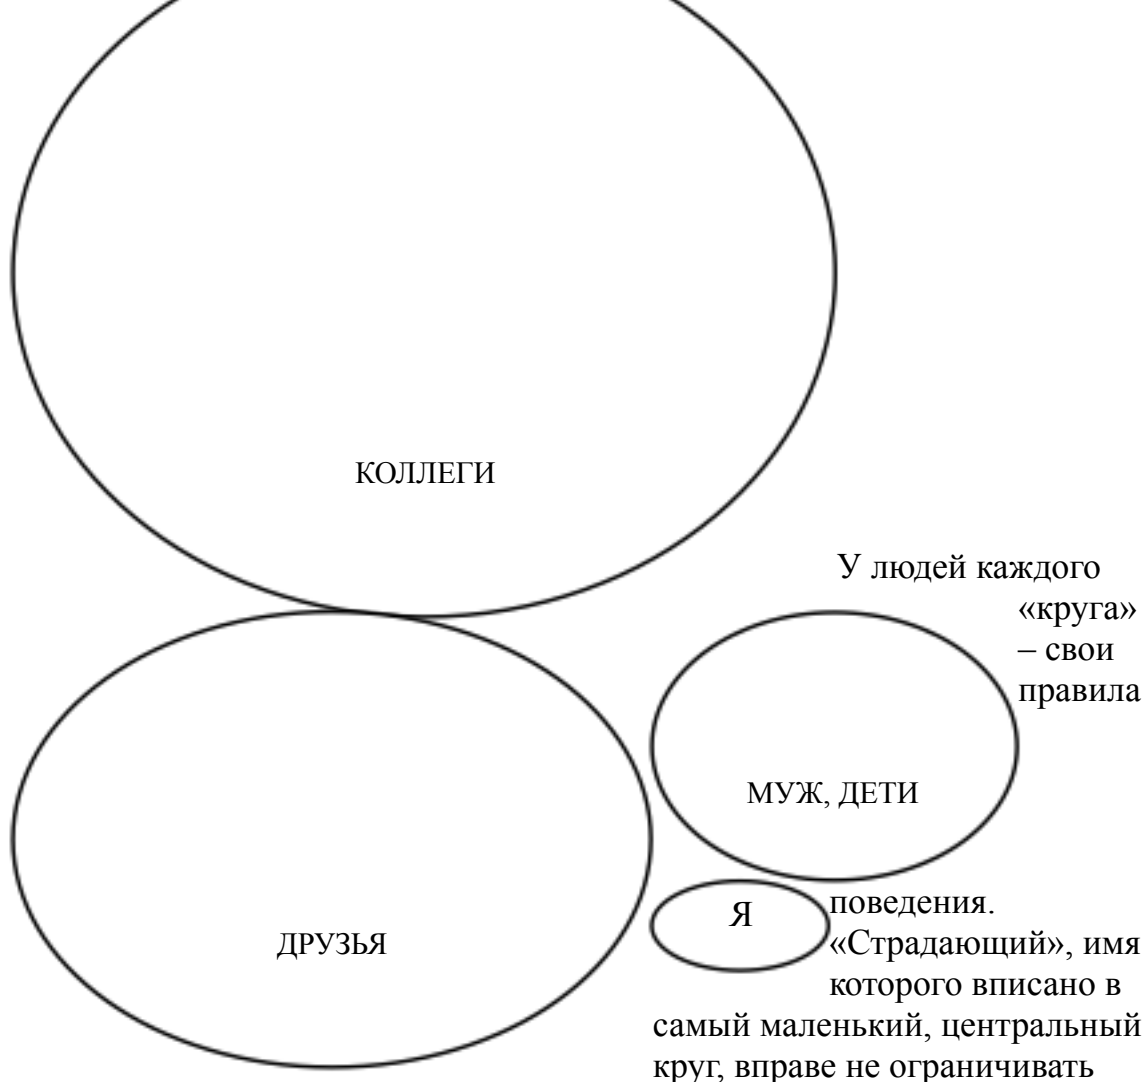 КОЛЛЕГИ
У людей каждого
«круга»
– свои
правила
МУЖ, ДЕТИ
Я
ДРУЗЬЯ
поведения.
«Страдающий», имя
которого вписано в
самый маленький, центральный
круг, вправе не ограничивать